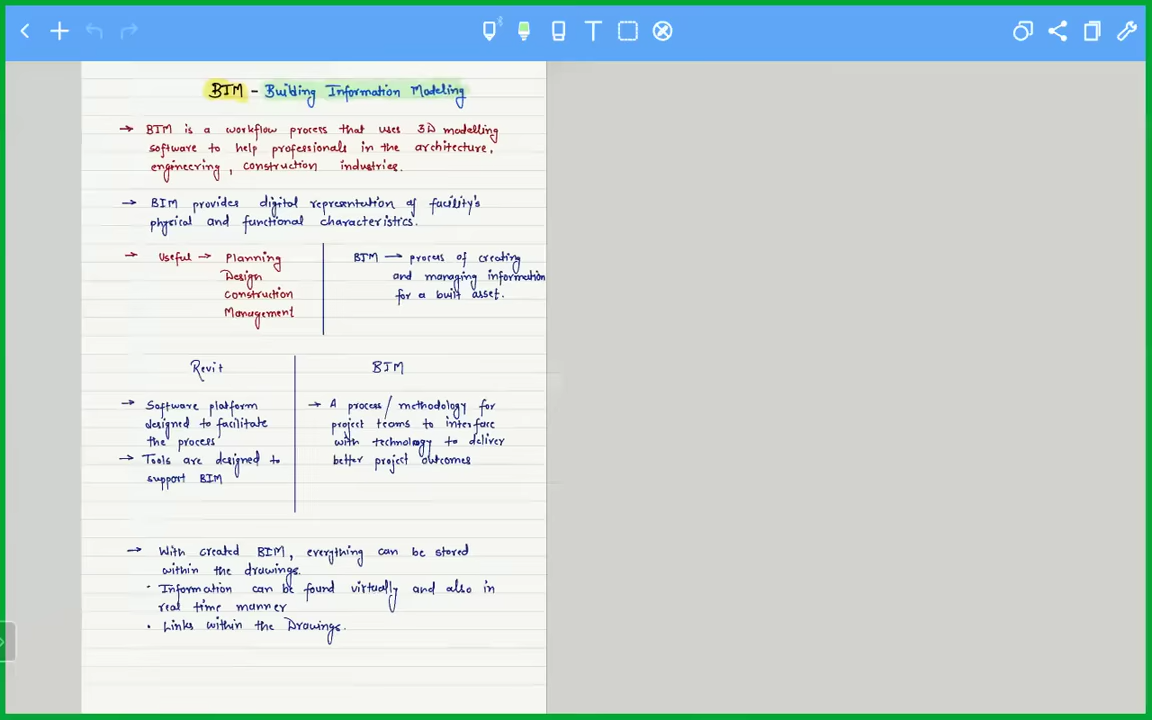 BIM - Building Information Modeling
→ BIM is a workflow process that uses 3D modelling
software to help professionals in the architecture,
engineering, construction industries.
→ BIM provides digital representation of facility's
physical and functional characteristics.
→ Useful → Planning
Design
Construction
Management
BIM → process of creating
and managing information
for a built asset.
Revit
→ Software platform
designed to facilitate
the process
→ Tools are designed to
support BIM
BIM
→ A process/methodology for
project teams to interface
with technology to deliver
better project outcomes
→ With created BIM, everything can be stored
within the drawings.
· Information can be found virtually and also in
real time manner
· Links within the Drawings.